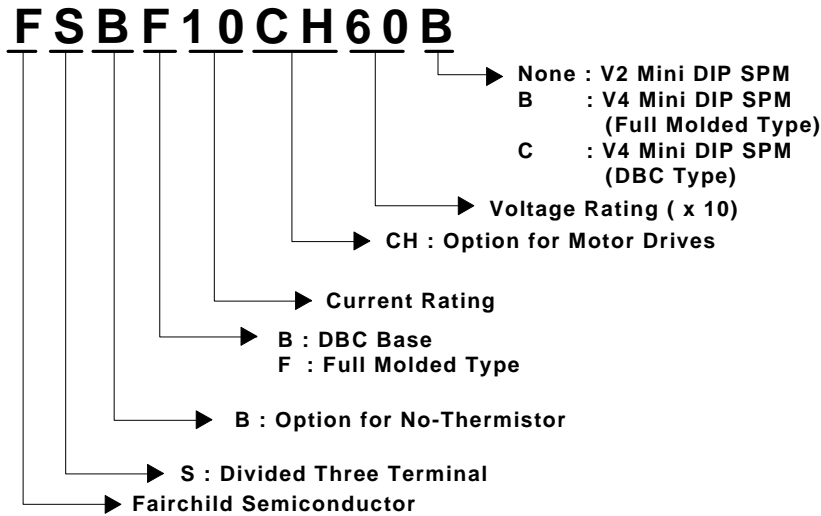 FSBF10CH60B
None : V2 Mini DIP SPM
B : V4 Mini DIP SPM
(Full Molded Type)
C : V4 Mini DIP SPM
(DBC Type)
Voltage Rating ( x 10)
CH : Option for Motor Drives
Current Rating
B : DBC Base
F : Full Molded Type
B : Option for No-Thermistor
S : Divided Three Terminal
Fairchild Semiconductor